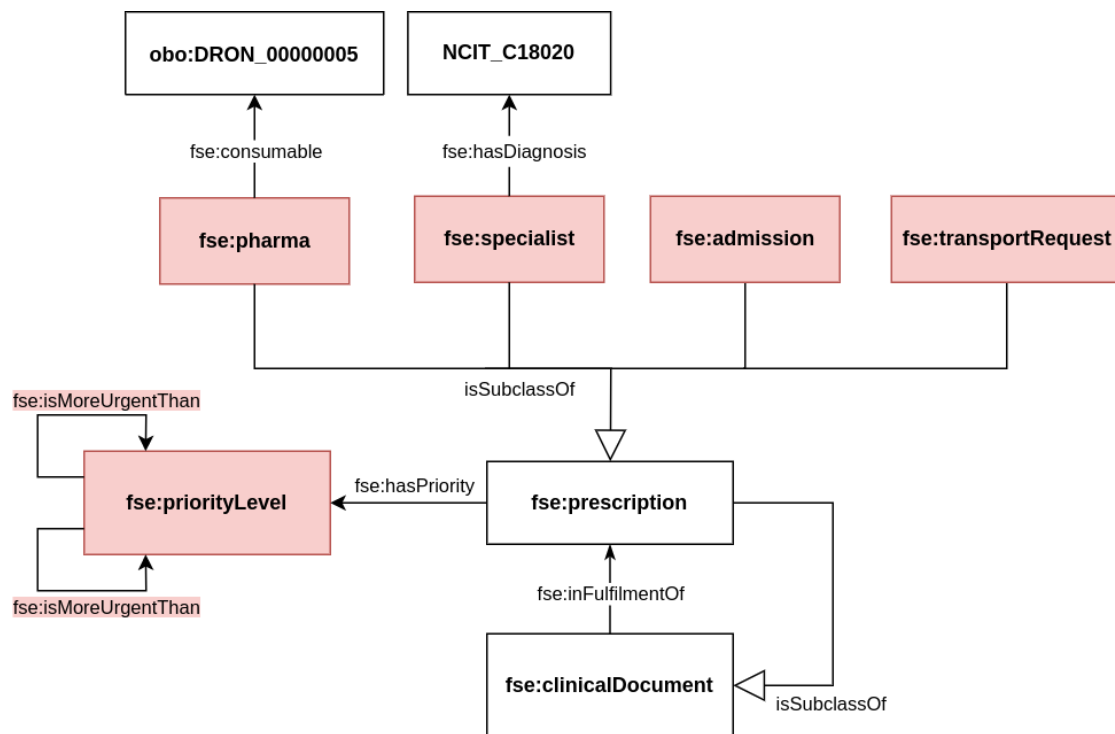 obo:DRON_00000005
NCIT_C18020
fse:consumable
fse:hasDiagnosis
fse:pharma
fse:specialist
fse:admission
fse:transportRequest
isSubclassOf
fse:isMoreUrgentThan
fse:hasPriority
fse:priorityLevel
fse:prescription
fse:inFulfilmentOf
fse:isMoreUrgentThan
fse:clinicalDocument
isSubclassOf